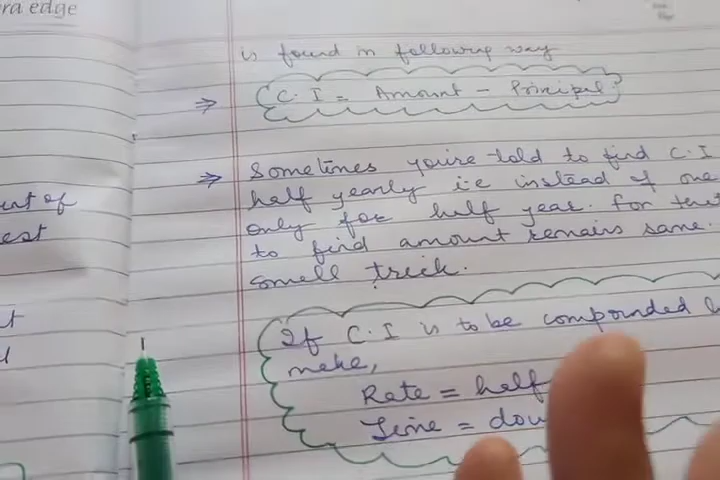 edge
is found in following way
⇒ C.I = Amount - Principal.
⇒ Sometimes you're told to find C.I
half yearly i.e instead of one
only for half year. for that
to find amount remains same.
small trick.
If C.I is to be compounded
make,
Rate = half
Time = dou